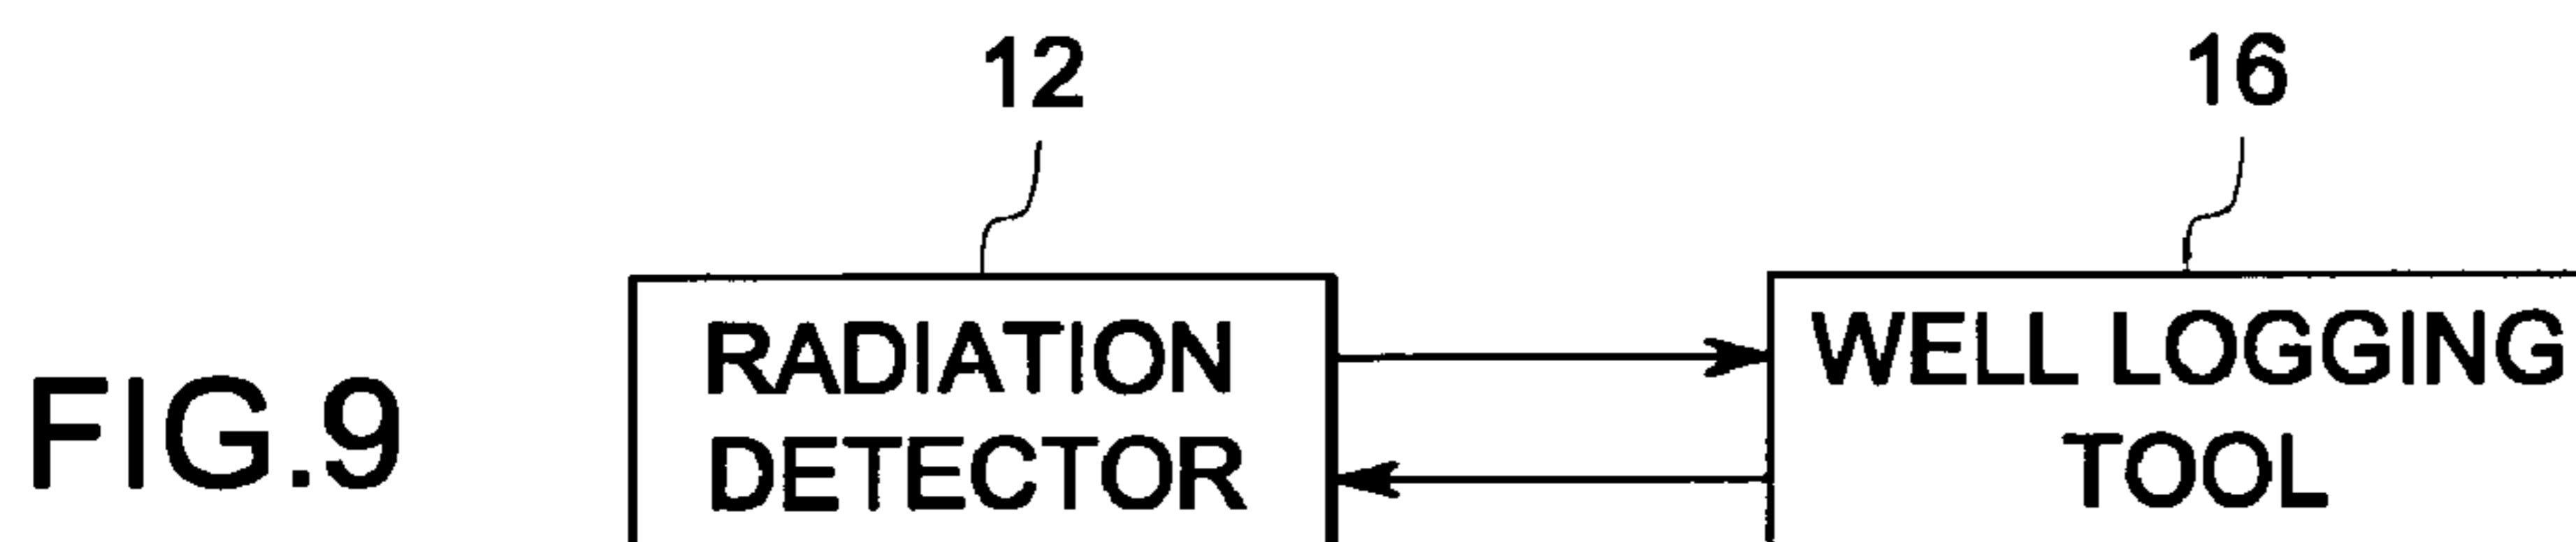 12
16
FIG.9
RADIATION
DETECTOR
WELL LOGGING
TOOL